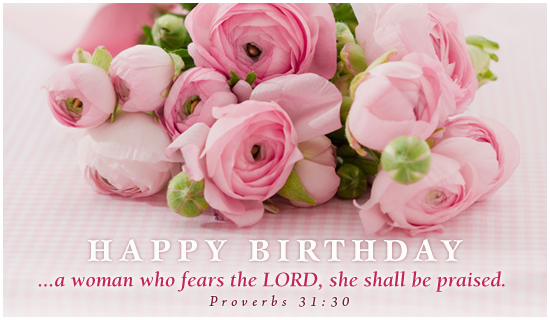 HAPPY BIRTHDAY
...a woman who fears the LORD, she shall be praised.
Proverbs 31:30